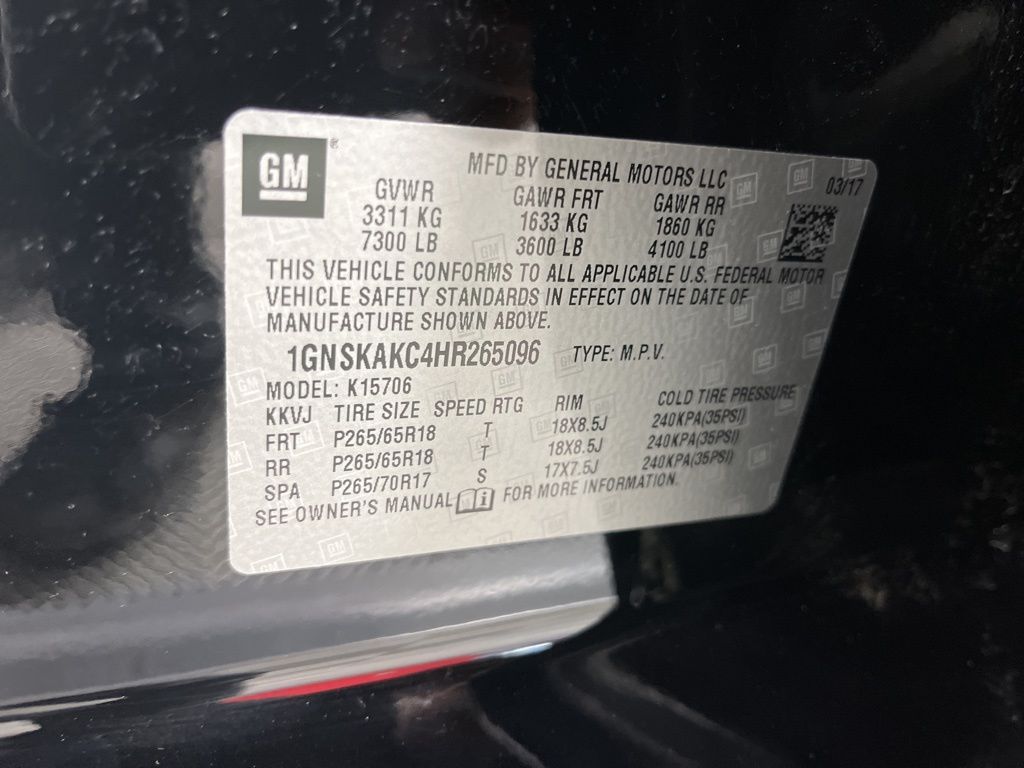 GM ®
MFD BY GENERAL MOTORS LLC
03/17
GVWR GAWR FRT GAWR RR
3311 KG 1633 KG 1860 KG
7300 LB 3600 LB 4100 LB
THIS VEHICLE CONFORMS TO ALL APPLICABLE U.S. FEDERAL MOTOR
VEHICLE SAFETY STANDARDS IN EFFECT ON THE DATE OF
MANUFACTURE SHOWN ABOVE.
1GNSKAKC4HR265096 TYPE: M.P.V.
MODEL: K15706
KKVJ TIRE SIZE SPEED RTG RIM COLD TIRE PRESSURE
FRT P265/65R18 T 18X8.5J 240KPA(35PSI)
RR P265/65R18 T 18X8.5J 240KPA(35PSI)
SPA P265/70R17 S 17X7.5J 240KPA(35PSI)
SEE OWNER'S MANUAL FOR MORE INFORMATION.